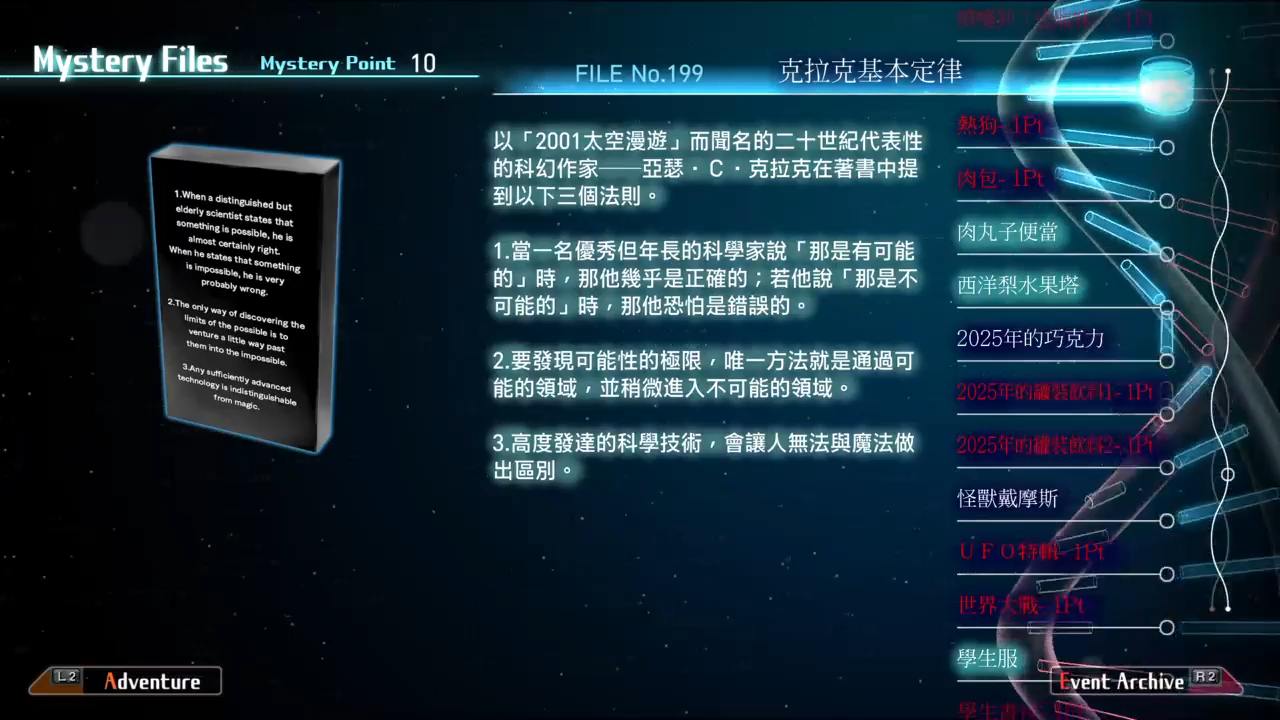 Mystery Files
Mystery Point 10
FILE No.199
克拉克基本定律
1.When a distinguished but
elderly scientist states that
something is possible, he is
almost certainly right.
When he states that something
is impossible, he is very
probably wrong.
2.The only way of discovering the
limits of the possible is to
venture a little way past
them into the impossible.
3.Any sufficiently advanced
technology is indistinguishable
from magic.
以「2001太空漫遊」而聞名的二十世紀代表性
的科幻作家──亞瑟・C・克拉克在著書中提
到以下三個法則。
1.當一名優秀但年長的科學家說「那是有可能
的」時，那他幾乎是正確的；若他說「那是不
可能的」時，那他恐怕是錯誤的。
2.要發現可能性的極限，唯一方法就是通過可
能的領域，並稍微進入不可能的領域。
3.高度發達的科學技術，會讓人無法與魔法做
出區別。
熱狗- 1Pt -
肉包- 1Pt
肉丸子便當
西洋梨水果塔
2025年的巧克力
2025年的罐裝飲料1- 1Pt
2025年的罐裝飲料2- 1Pt
怪獸戴摩斯
ＵＦＯ特輯- 1Pt
世界大戰- 1Pt
學生服
L2 Adventure
Event Archive R2